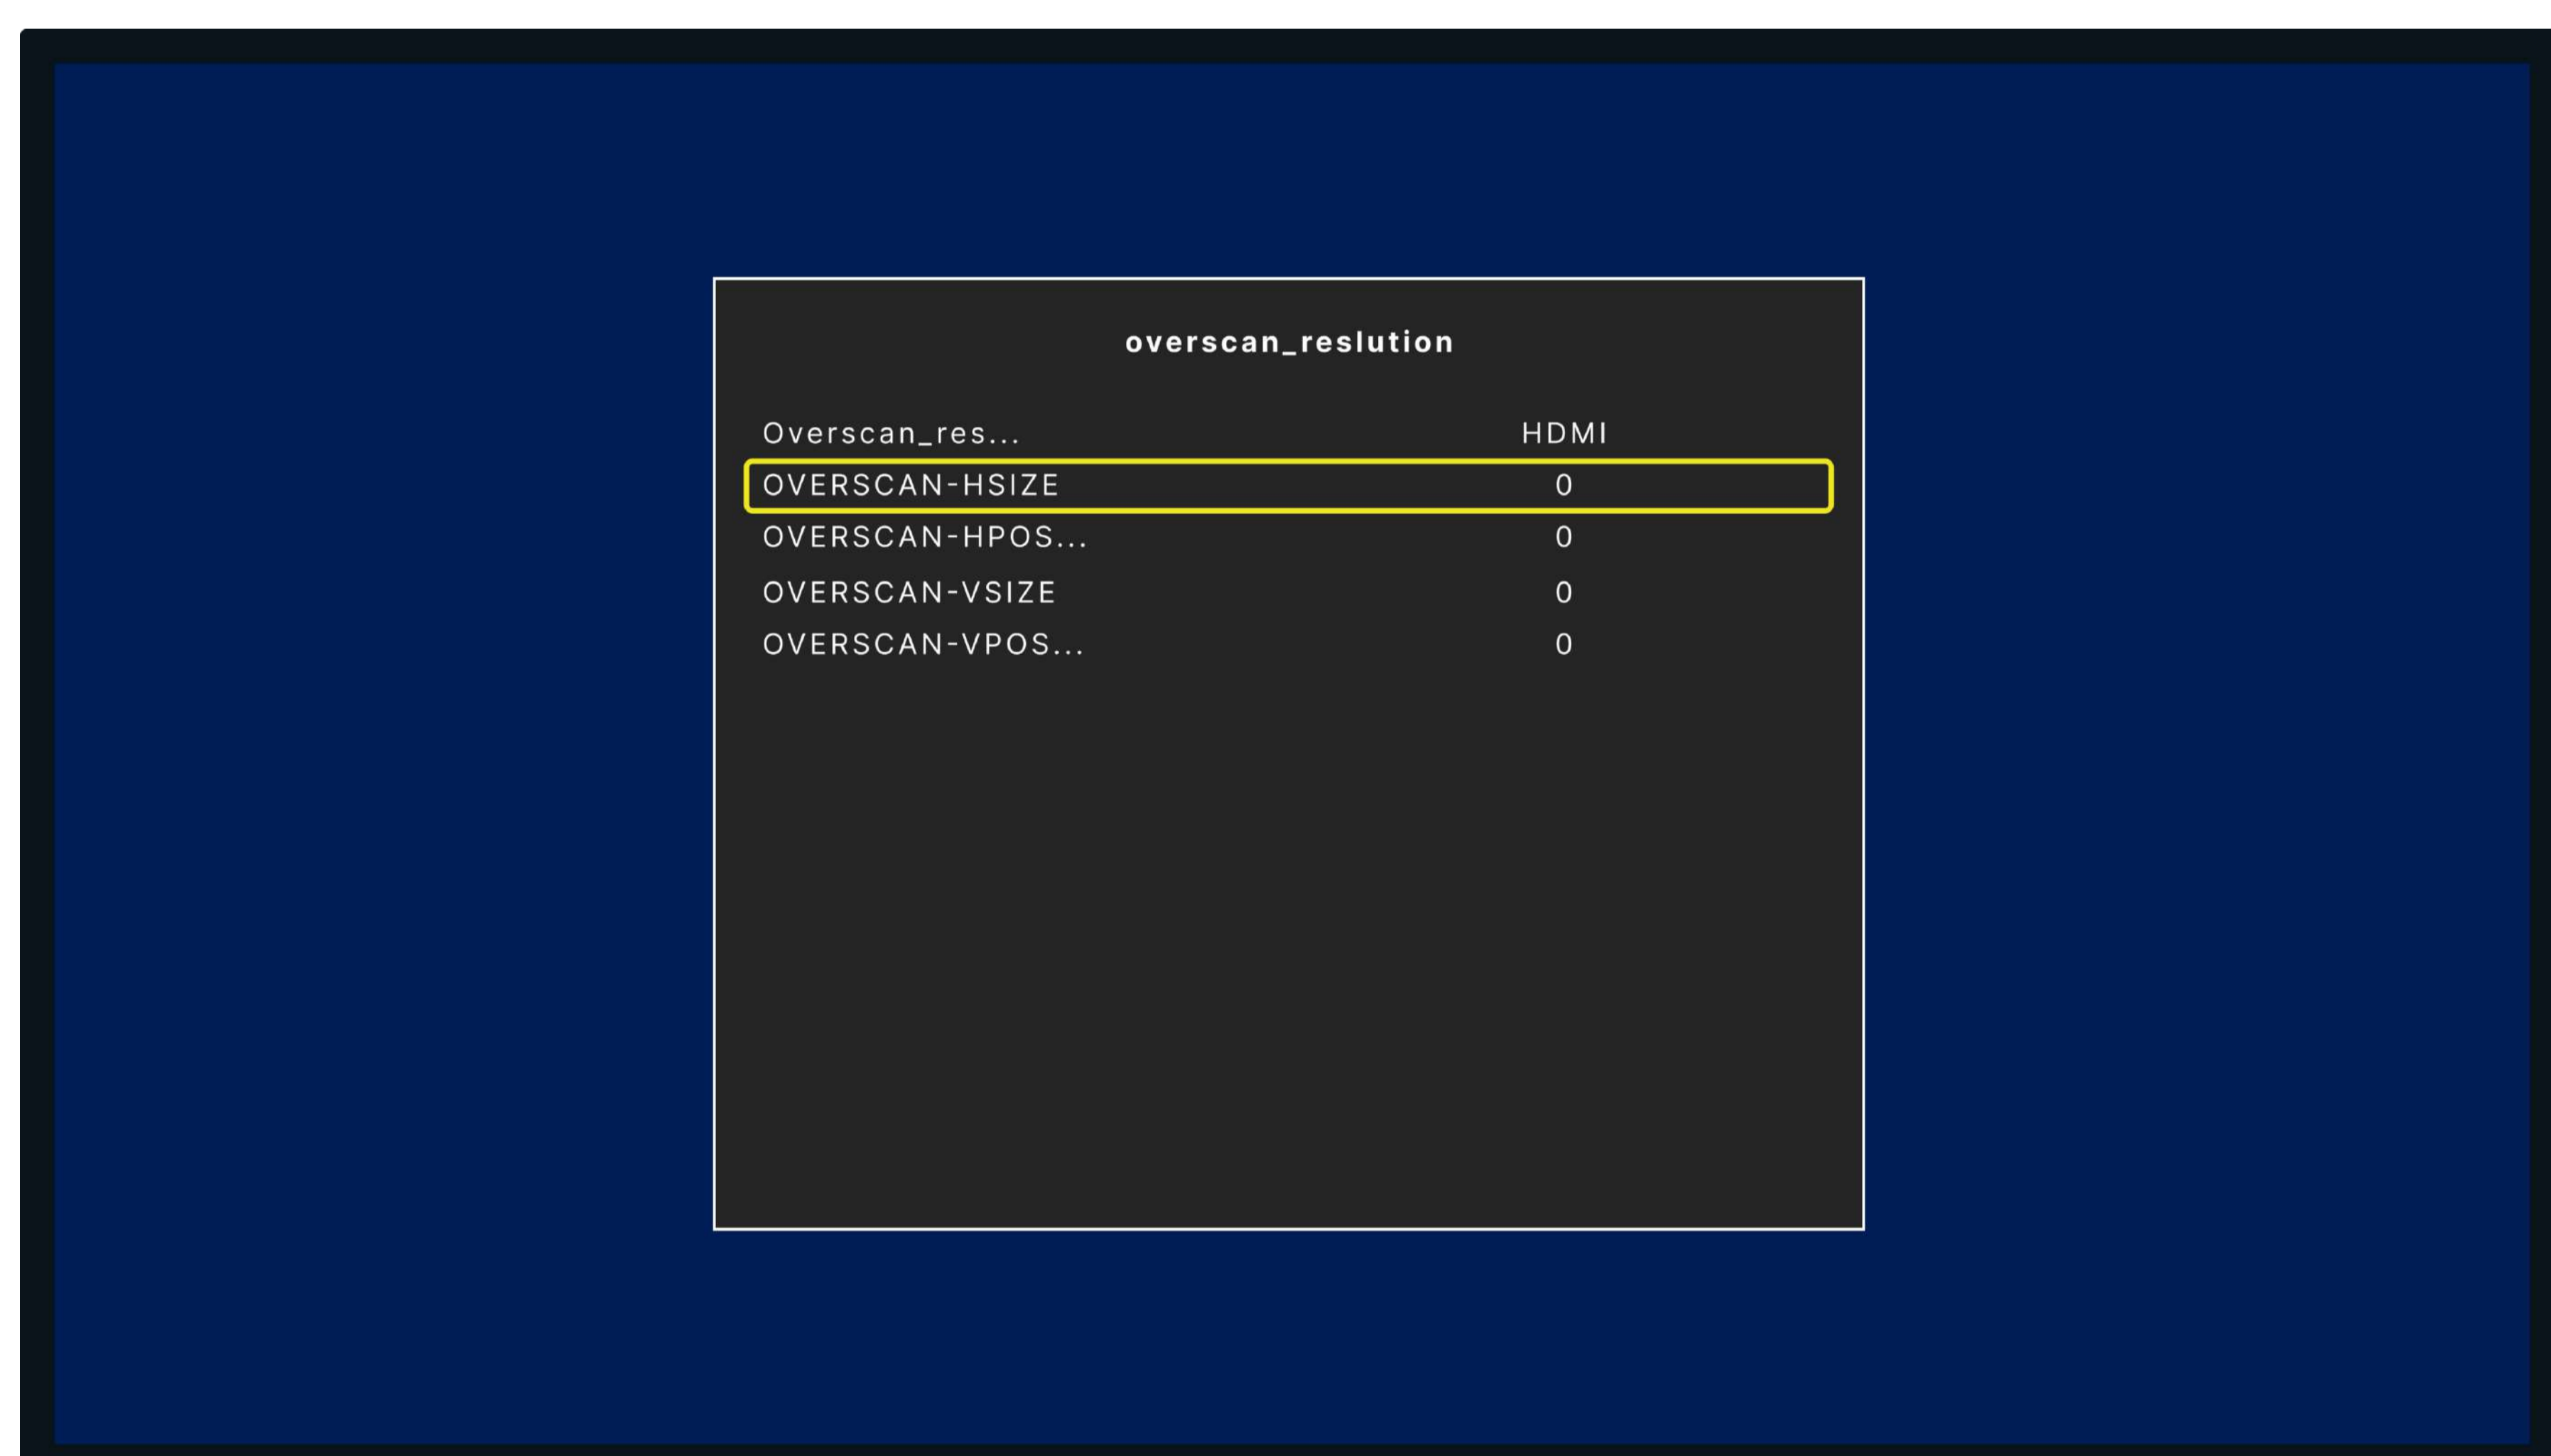 overscan_reslution
Overscan_res... HDMI
OVERSCAN-HSIZE 0
OVERSCAN-HPOS... 0
OVERSCAN-VSIZE 0
OVERSCAN-VPOS... 0